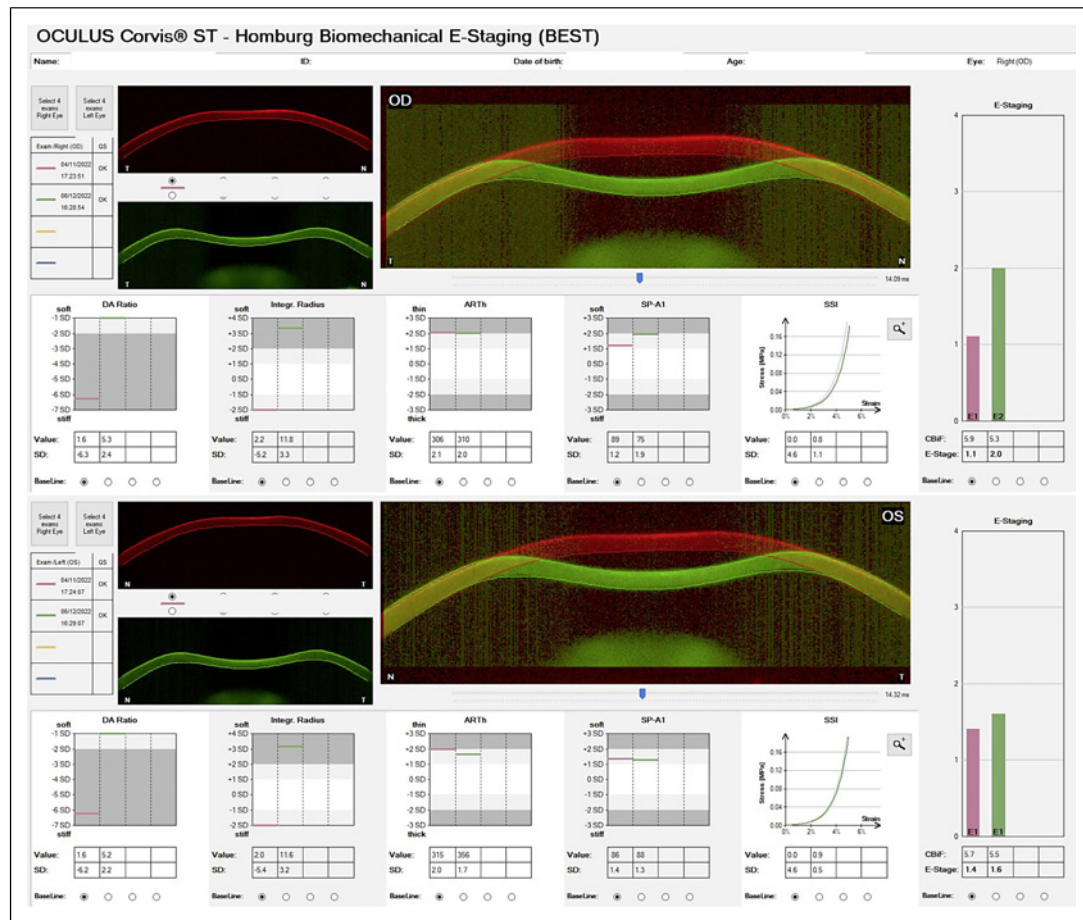 OCULUS Corvis® ST - Homburg Biomechanical E-Staging (BEST)
Name: ID: Date of birth: Age: Eye: Right (OD)
Select 4 exams Right Eye
Select 4 exams Left Eye
Exam /Right (OD) QS
04/11/2022 17:23:51 OK
06/12/2022 16:28:54 OK
T N
T N
OD
T N
14.09 ms
E-Staging
4
3
2
1
0
E1 E2
CBiF: 5.9 5.3
E-Stage: 1.1 2.0
BaseLine:
DA Ratio
soft
-1 SD
-2 SD
-3 SD
-4 SD
-5 SD
-6 SD
-7 SD
stiff
Value: 1.6 5.3
SD: -6.3 2.4
BaseLine:
Integr. Radius
soft
+4 SD
+3 SD
+2 SD
+1 SD
0 SD
-1 SD
-2 SD
stiff
Value: 2.2 11.8
SD: -5.2 3.3
BaseLine:
ARTh
thin
+3 SD
+2 SD
+1 SD
0 SD
-1 SD
-2 SD
-3 SD
thick
Value: 306 310
SD: 2.1 2.0
BaseLine:
SP-A1
soft
+3 SD
+2 SD
+1 SD
0 SD
-1 SD
-2 SD
-3 SD
stiff
Value: 89 75
SD: 1.2 1.9
BaseLine:
SSI
Stress [MPa]
0.16
0.12
0.08
0.04
0.00
0% 2% 4% 6% 8%
Strain
Value: 0.0 0.8
SD: 4.6 1.1
BaseLine:
Select 4 exams Right Eye
Select 4 exams Left Eye
Exam /Left (OS) QS
04/11/2022 17:24:07 OK
06/12/2022 16:29:07 OK
N T
N T
OS
N T
14.32 ms
E-Staging
4
3
2
1
0
E1 E1
CBiF: 5.7 5.5
E-Stage: 1.4 1.6
BaseLine:
DA Ratio
soft
-1 SD
-2 SD
-3 SD
-4 SD
-5 SD
-6 SD
-7 SD
stiff
Value: 1.6 5.2
SD: -6.2 2.2
BaseLine:
Integr. Radius
soft
+4 SD
+3 SD
+2 SD
+1 SD
0 SD
-1 SD
-2 SD
stiff
Value: 2.0 11.6
SD: -5.4 3.2
BaseLine:
ARTh
thin
+3 SD
+2 SD
+1 SD
0 SD
-1 SD
-2 SD
-3 SD
thick
Value: 315 356
SD: 2.0 1.7
BaseLine:
SP-A1
soft
+3 SD
+2 SD
+1 SD
0 SD
-1 SD
-2 SD
-3 SD
stiff
Value: 86 88
SD: 1.4 1.3
BaseLine:
SSI
Stress [MPa]
0.16
0.12
0.08
0.04
0.00
0% 2% 4% 6% 8%
Strain
Value: 0.0 0.9
SD: 4.6 0.5
BaseLine: